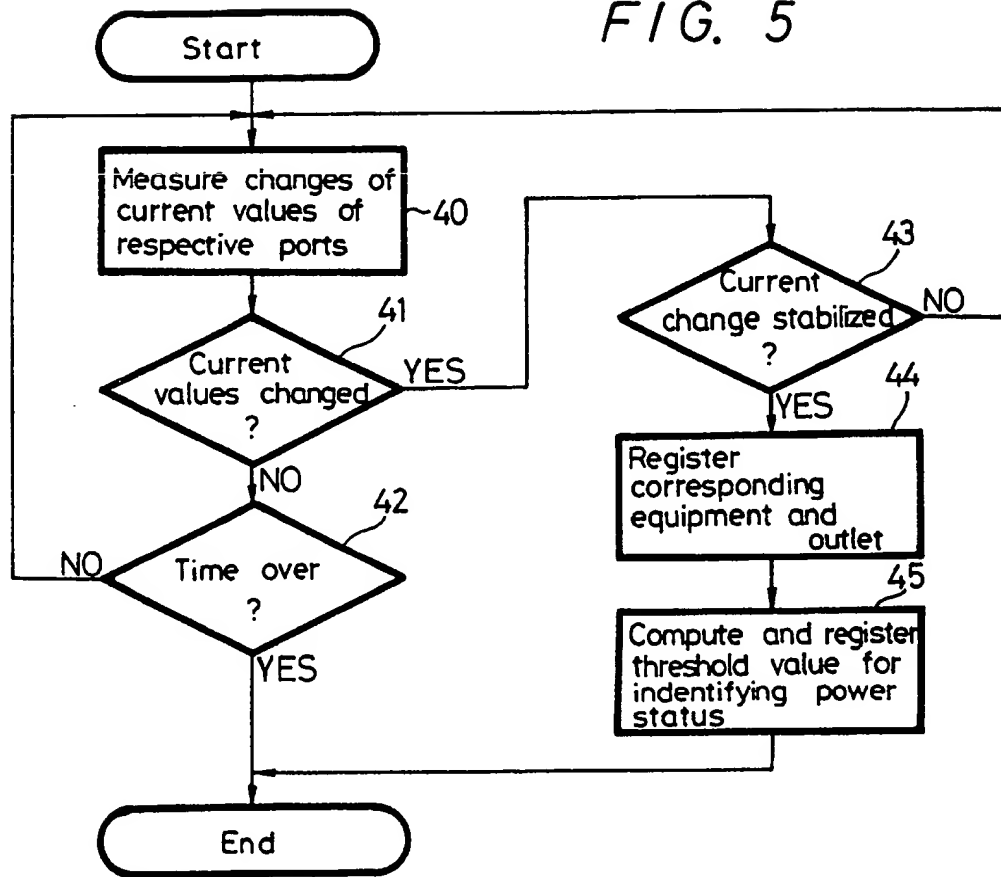 FIG. 5
Start
Measure changes of
current values of
respective ports
40
41
Current
values changed
?
YES
NO
42
Time over
?
NO
YES
43
Current
change stabilized
?
NO
YES
44
Register
corresponding
equipment and
outlet
45
Compute and register
threshold value for
indentifying power
status
End